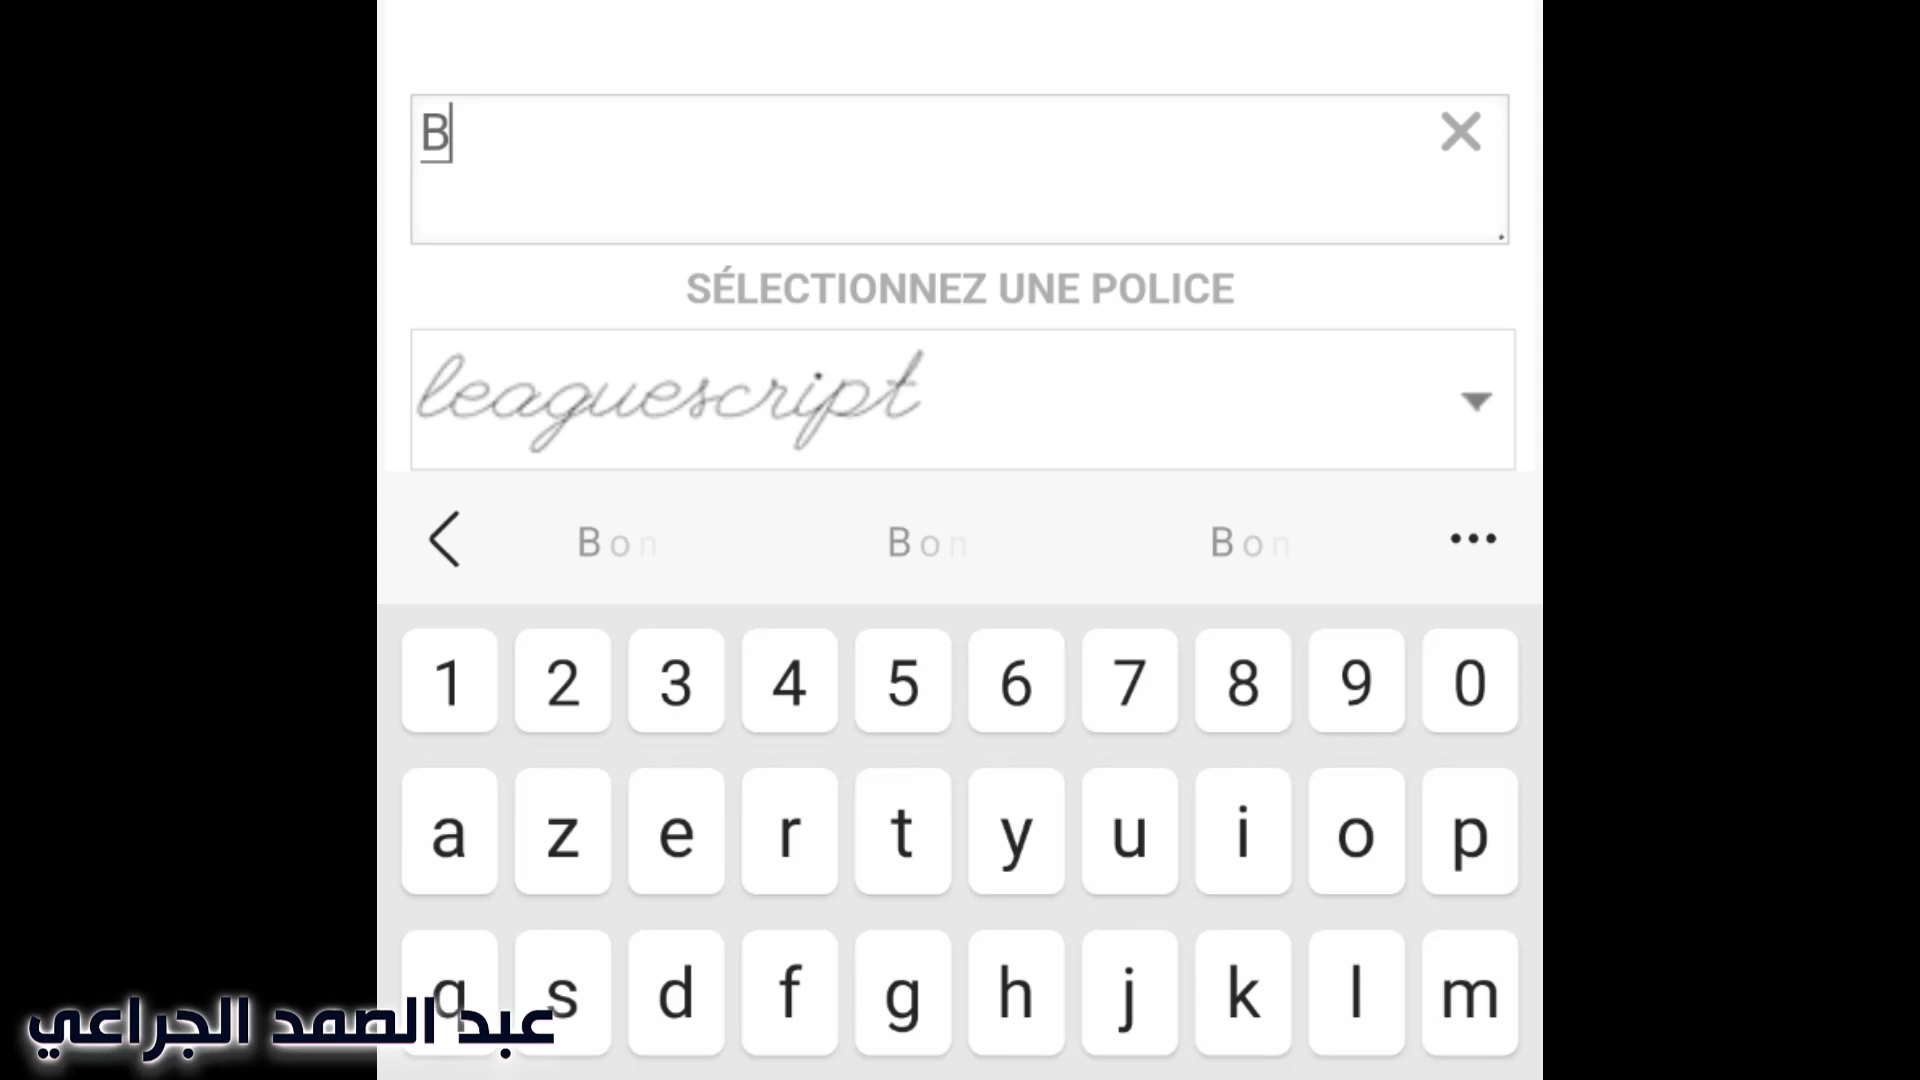 B
SÉLECTIONNEZ UNE POLICE
leaguescript
Bon Bon Bon
1 2 3 4 5 6 7 8 9 0
a z e r t y u i o p
q s d f g h j k l m
عبد الصمد الجراعي